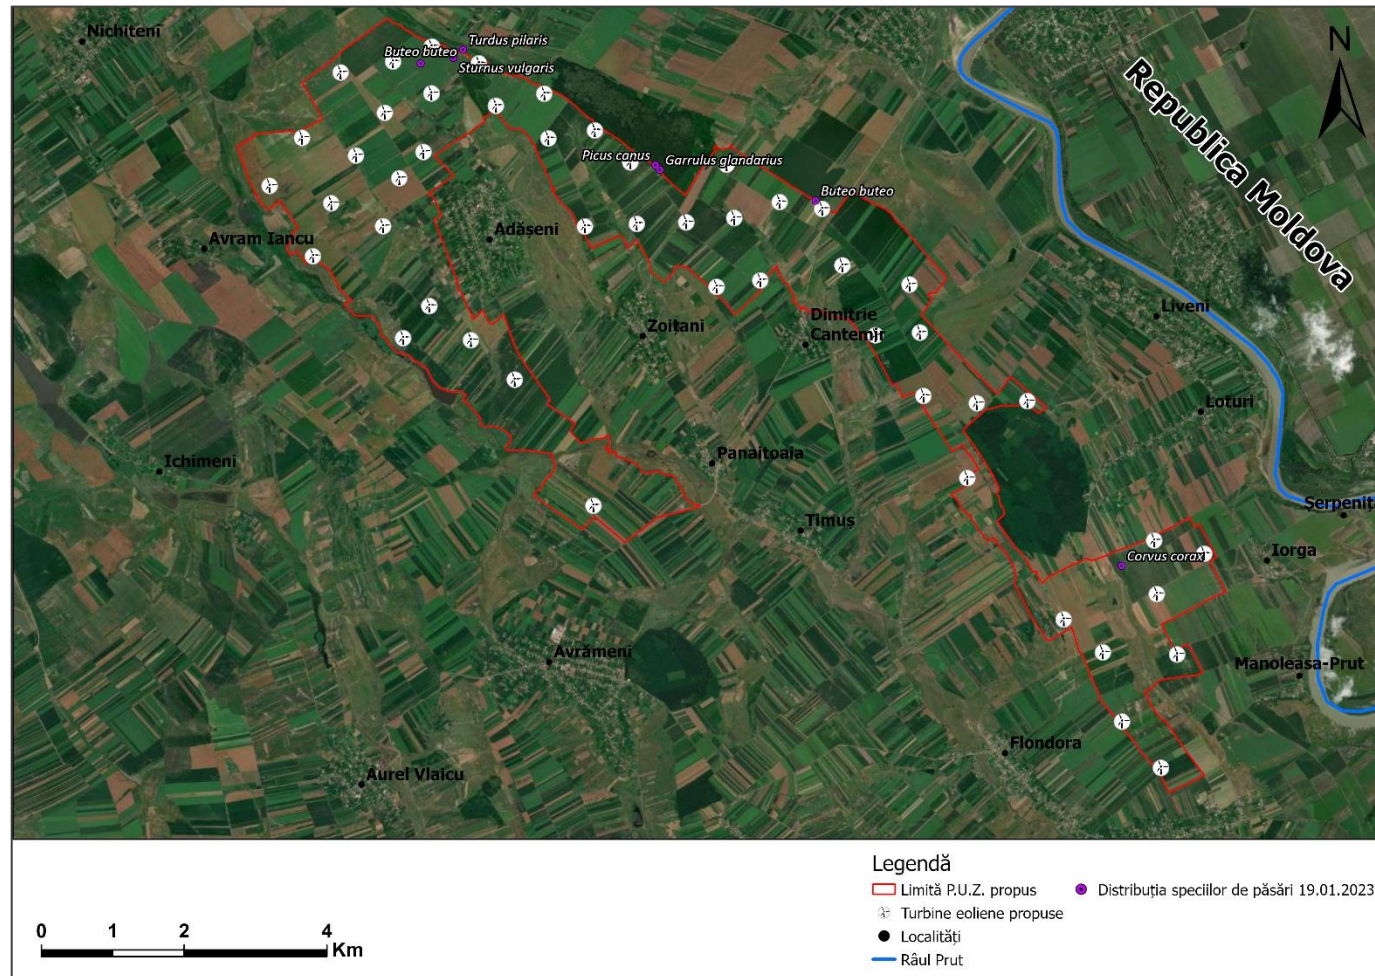 Nichiteni
Turdus pilaris
Buteo buteo
Sturnus vulgaris
N
Republica Moldova
Picus canus
Garrulus glandarius
Buteo buteo
Adășeni
Avram Iancu
Liveni
Zoițani
Dimitrie
Cantemir
Loturi
Panaitoaia
Ichimeni
Șerpenița
Timuș
Iorga
Corvus corax
Avrămeni
Manoleasa-Prut
Flondora
Aurel Vlaicu
Legendă
Limită P.U.Z. propus
Distribuția speciilor de păsări 19.01.2023
Turbine eoliene propuse
Localități
Râul Prut
0 1 2 4
Km